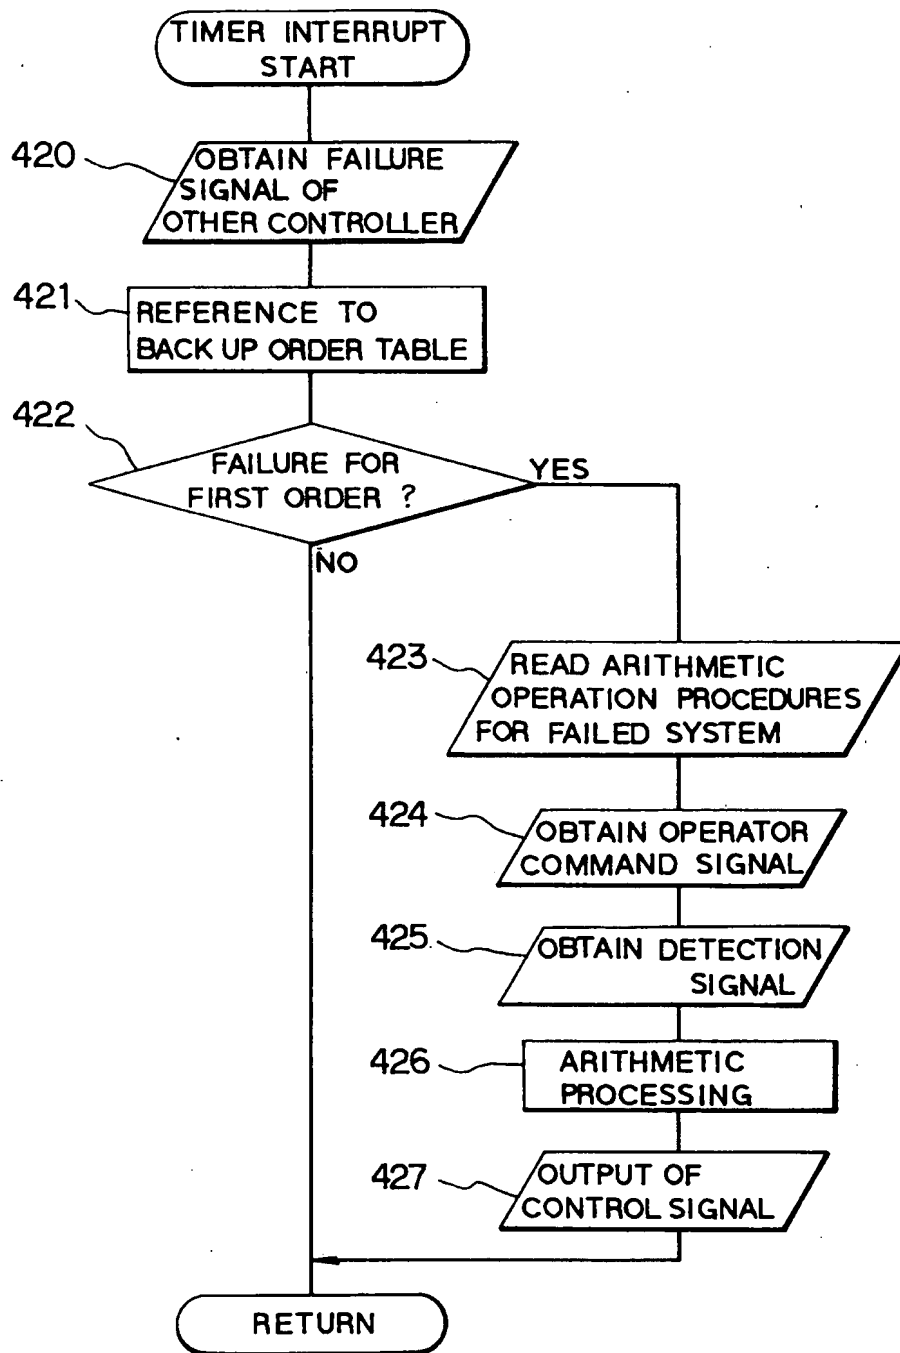 TIMER INTERRUPT
START
420
OBTAIN FAILURE
SIGNAL OF
OTHER CONTROLLER
421
REFERENCE TO
BACK UP ORDER TABLE
422
FAILURE FOR
FIRST ORDER ?
YES
NO
423
READ ARITHMETIC
OPERATION PROCEDURES
FOR FAILED SYSTEM
424
OBTAIN OPERATOR
COMMAND SIGNAL
425
OBTAIN DETECTION
SIGNAL
426
ARITHMETIC
PROCESSING
427
OUTPUT OF
CONTROL SIGNAL
RETURN